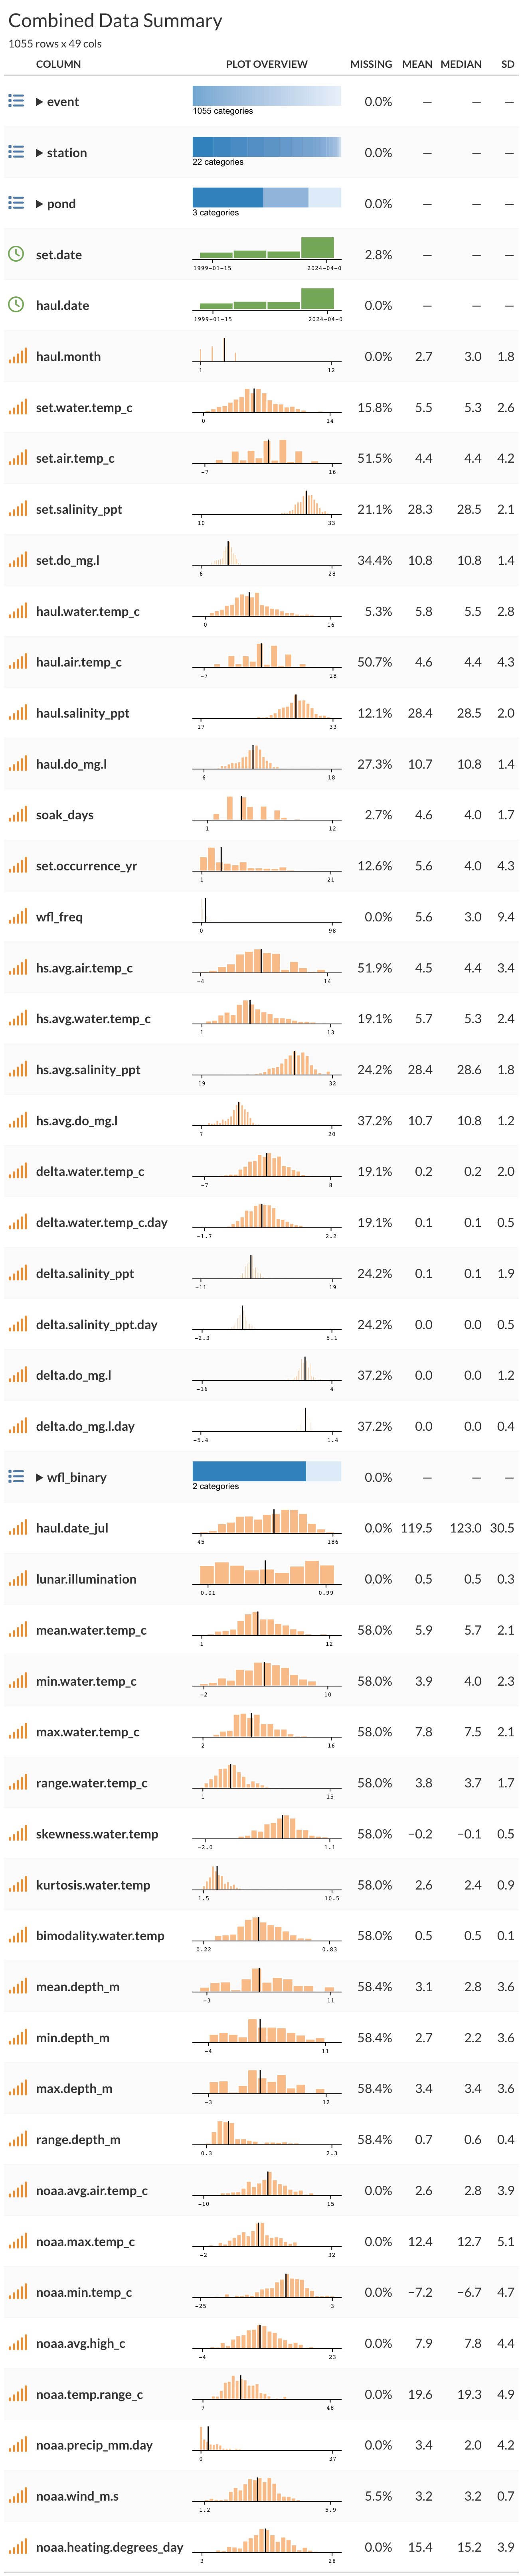 Combined Data Summary
1055 rows x 49 cols
COLUMN PLOT OVERVIEW MISSING MEAN MEDIAN SD
▶ event 0.0% — — —
1055 categories
▶ station 0.0% — — —
22 categories
▶ pond 0.0% — — —
3 categories
set.date 2.8% — — —
1999-01-15 2024-04-0
haul.date 0.0% — — —
1999-01-15 2024-04-0
haul.month 0.0% 2.7 3.0 1.8
1 12
set.water.temp_c 15.8% 5.5 5.3 2.6
0 14
set.air.temp_c 51.5% 4.4 4.4 4.2
-7 16
set.salinity_ppt 21.1% 28.3 28.5 2.1
10 33
set.do_mg.l 34.4% 10.8 10.8 1.4
6 28
haul.water.temp_c 5.3% 5.8 5.5 2.8
0 16
haul.air.temp_c 50.7% 4.6 4.4 4.3
-7 18
haul.salinity_ppt 12.1% 28.4 28.5 2.0
17 33
haul.do_mg.l 27.3% 10.7 10.8 1.4
6 18
soak_days 2.7% 4.6 4.0 1.7
1 12
set.occurrence_yr 12.6% 5.6 4.0 4.3
1 21
wfl_freq 0.0% 5.6 3.0 9.4
0 98
hs.avg.air.temp_c 51.9% 4.5 4.4 3.4
-4 14
hs.avg.water.temp_c 19.1% 5.7 5.3 2.4
1 13
hs.avg.salinity_ppt 24.2% 28.4 28.6 1.8
19 32
hs.avg.do_mg.l 37.2% 10.7 10.8 1.2
7 20
delta.water.temp_c 19.1% 0.2 0.2 2.0
-7 8
delta.water.temp_c.day 19.1% 0.1 0.1 0.5
-1.7 2.2
delta.salinity_ppt 24.2% 0.1 0.1 1.9
-11 19
delta.salinity_ppt.day 24.2% 0.0 0.0 0.5
-2.3 5.1
delta.do_mg.l 37.2% 0.0 0.0 1.2
-16 4
delta.do_mg.l.day 37.2% 0.0 0.0 0.4
-5.4 1.4
▶ wfl_binary 0.0% — — —
2 categories
haul.date_jul 0.0% 119.5 123.0 30.5
45 186
lunar.illumination 0.0% 0.5 0.5 0.3
0.01 0.99
mean.water.temp_c 58.0% 5.9 5.7 2.1
1 12
min.water.temp_c 58.0% 3.9 4.0 2.3
-2 10
max.water.temp_c 58.0% 7.8 7.5 2.1
2 16
range.water.temp_c 58.0% 3.8 3.7 1.7
1 15
skewness.water.temp 58.0% −0.2 −0.1 0.5
-2.0 1.1
kurtosis.water.temp 58.0% 2.6 2.4 0.9
1.5 10.5
bimodality.water.temp 58.0% 0.5 0.5 0.1
0.22 0.83
mean.depth_m 58.4% 3.1 2.8 3.6
-3 11
min.depth_m 58.4% 2.7 2.2 3.6
-4 11
max.depth_m 58.4% 3.4 3.4 3.6
-3 12
range.depth_m 58.4% 0.7 0.6 0.4
0.3 2.3
noaa.avg.air.temp_c 0.0% 2.6 2.8 3.9
-10 15
noaa.max.temp_c 0.0% 12.4 12.7 5.1
-2 32
noaa.min.temp_c 0.0% −7.2 −6.7 4.7
-25 3
noaa.avg.high_c 0.0% 7.9 7.8 4.4
-4 23
noaa.temp.range_c 0.0% 19.6 19.3 4.9
7 48
noaa.precip_mm.day 0.0% 3.4 2.0 4.2
0 37
noaa.wind_m.s 5.5% 3.2 3.2 0.7
1.2 5.9
noaa.heating.degrees_day 0.0% 15.4 15.2 3.9
3 28